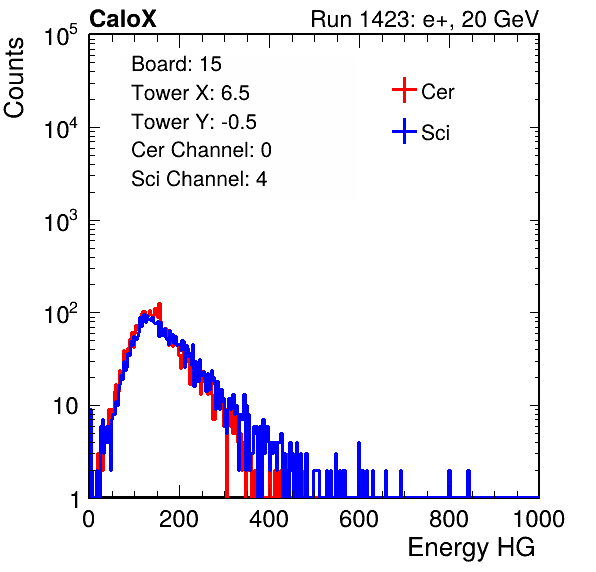 CaloX Run 1423: e+, 20 GeV
Counts
10^5
10^4
10^3
10^2
10
1
Board: 15
Tower X: 6.5
Tower Y: -0.5
Cer Channel: 0
Sci Channel: 4
Cer
Sci
0 200 400 600 800 1000
Energy HG